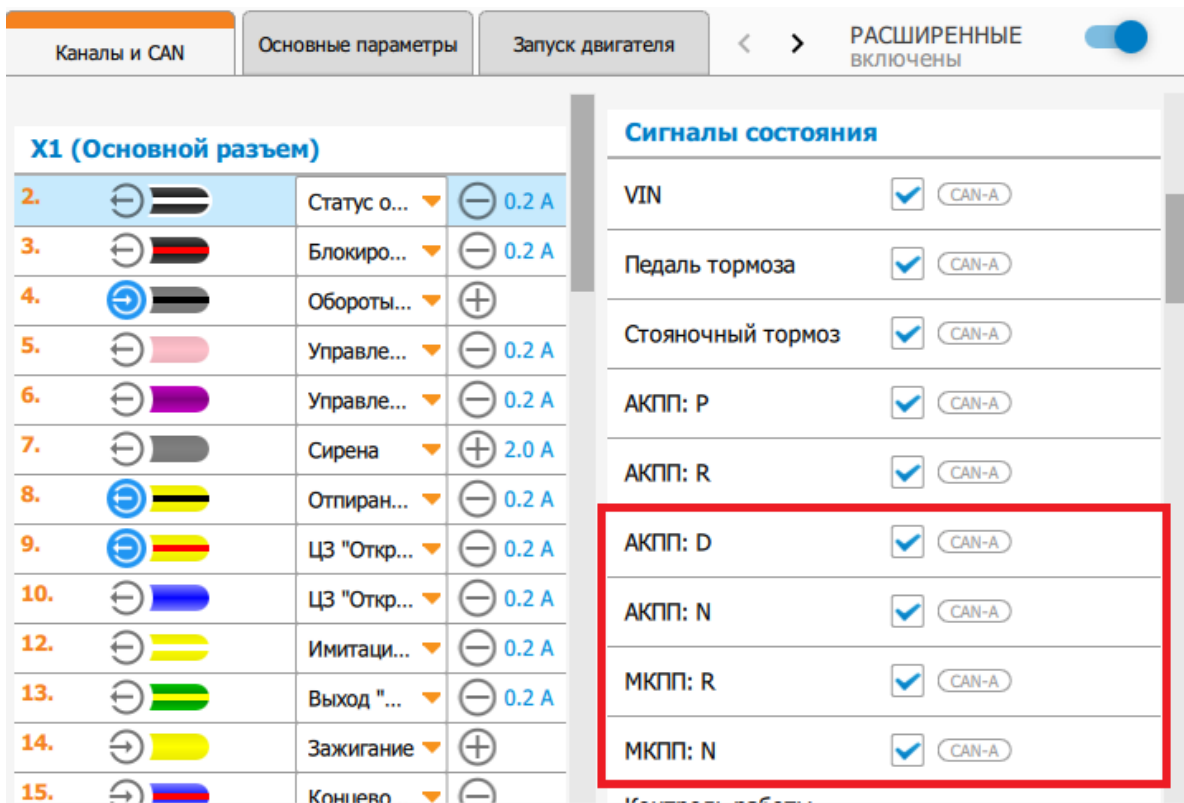 Каналы и CAN
Основные параметры
Запуск двигателя
РАСШИРЕННЫЕ
включены
X1 (Основной разъем)
2. Статус о... 0.2 A
3. Блокиро... 0.2 A
4. Обороты...
5. Управле... 0.2 A
6. Управле... 0.2 A
7. Сирена 2.0 A
8. Отпиран... 0.2 A
9. ЦЗ "Откр... 0.2 A
10. ЦЗ "Откр... 0.2 A
12. Имитаци... 0.2 A
13. Выход "... 0.2 A
14. Зажигание
15. Концево
Сигналы состояния
VIN CAN-A
Педаль тормоза CAN-A
Стояночный тормоз CAN-A
АКПП: P CAN-A
АКПП: R CAN-A
АКПП: D CAN-A
АКПП: N CAN-A
МКПП: R CAN-A
МКПП: N CAN-A
Контроль работы